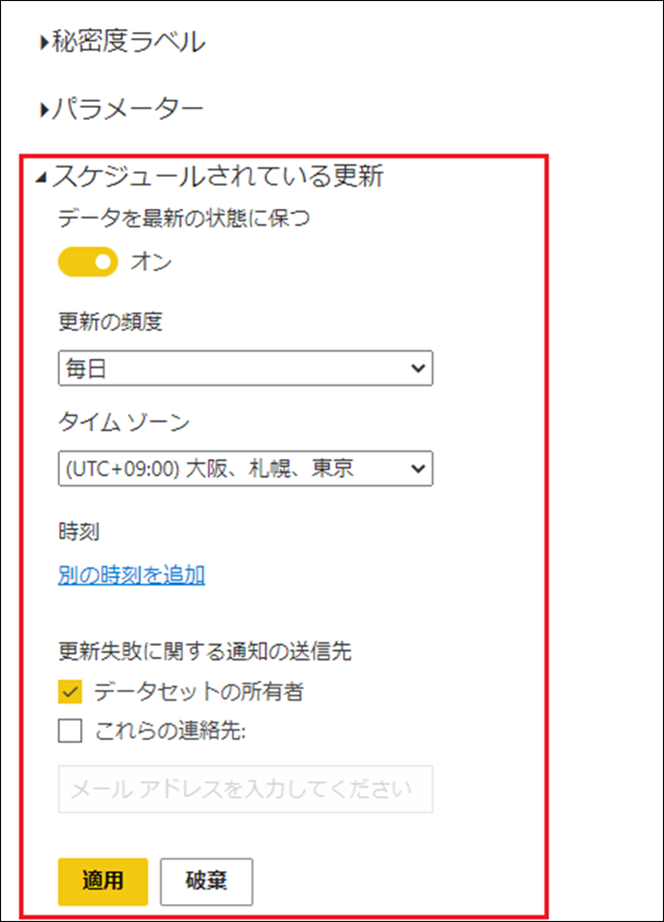 秘密度ラベル
パラメーター
スケジュールされている更新
データを最新の状態に保つ
オン
更新の頻度
毎日
タイム ゾーン
(UTC+09:00) 大阪、札幌、東京
時刻
別の時刻を追加
更新失敗に関する通知の送信先
データセットの所有者
これらの連絡先:
メール アドレスを入力してください
適用 破棄